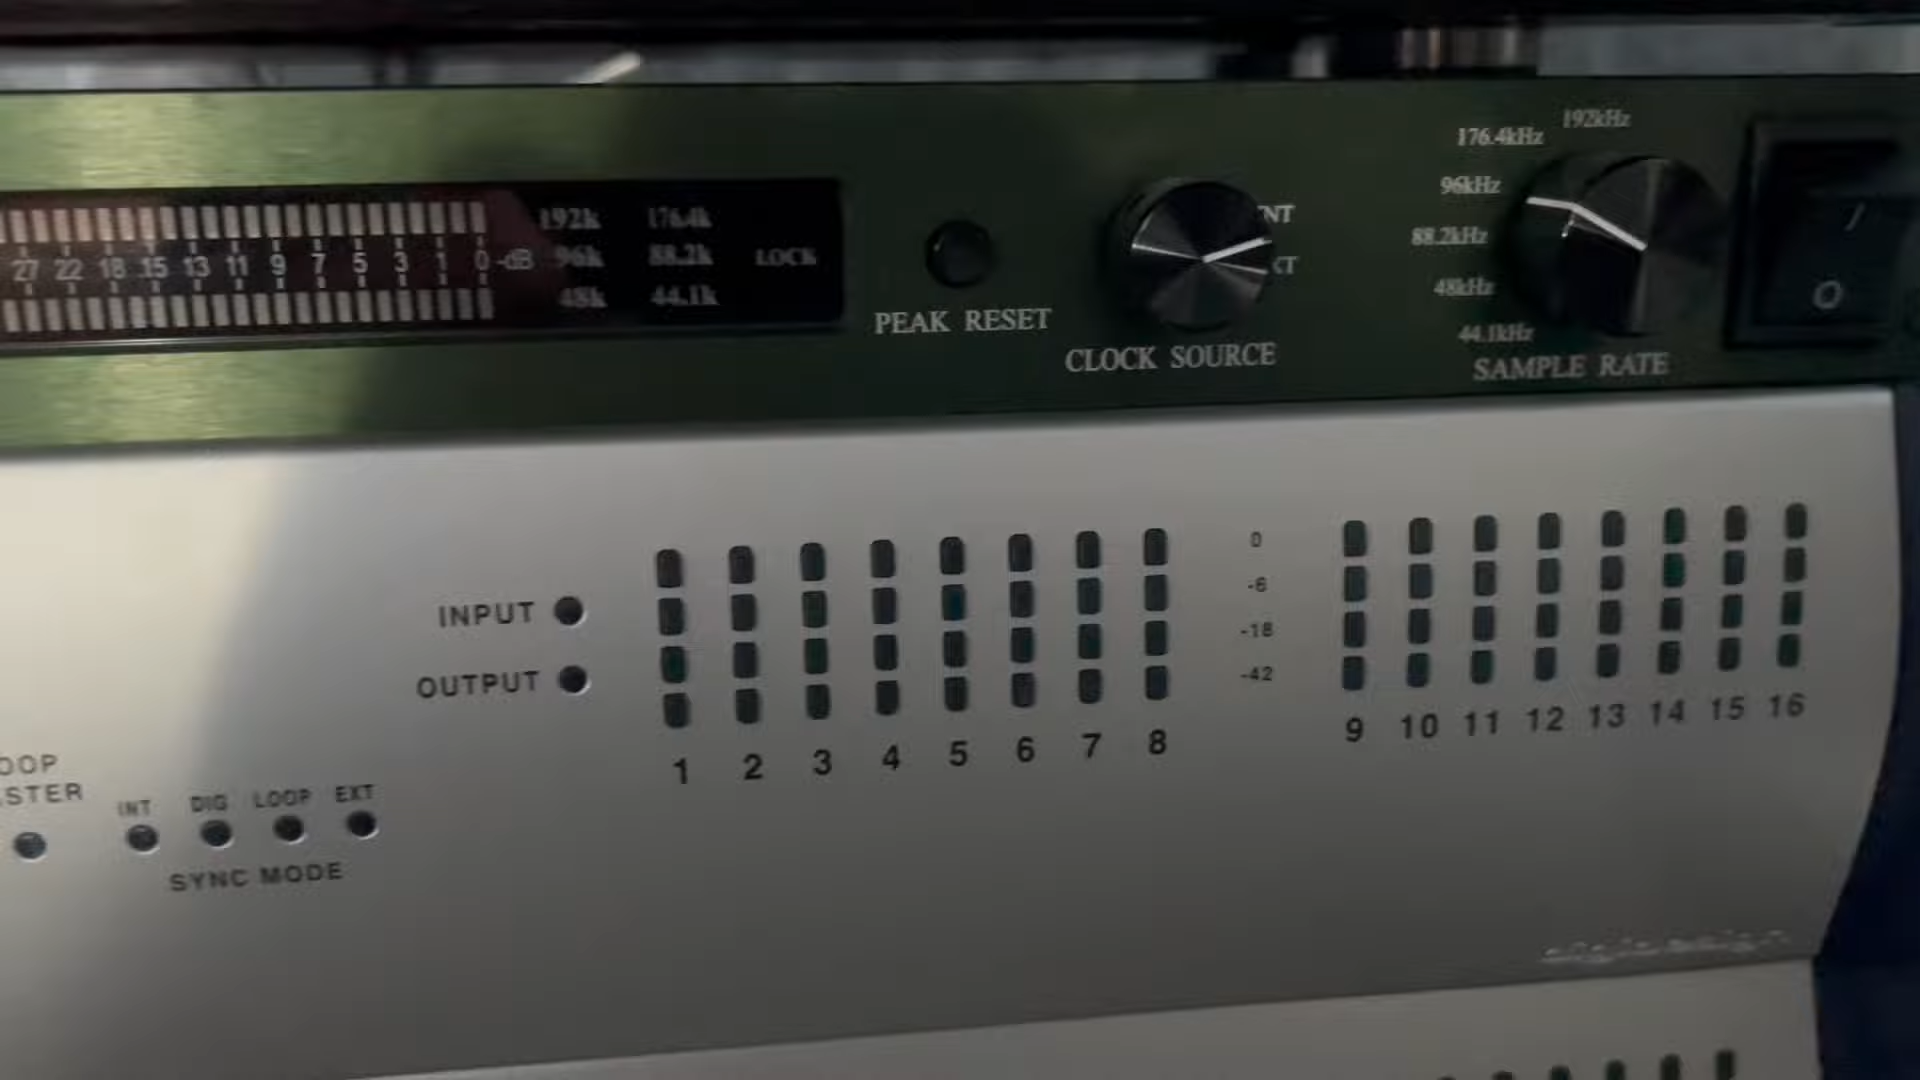 192kHz
176.4kHz
96kHz
88.2kHz
48kHz
44.1kHz
SAMPLE RATE
192k 176.4k
96k 88.2k LOCK
48k 44.1k
27 22 18 15 13 11 9 7 5 3 1 0 -dB
PEAK RESET
CLOCK SOURCE
O
INPUT
OUTPUT
0
-6
-18
-42
1 2 3 4 5 6 7 8
9 10 11 12 13 14 15 16
INT DIG LOOP EXT
SYNC MODE